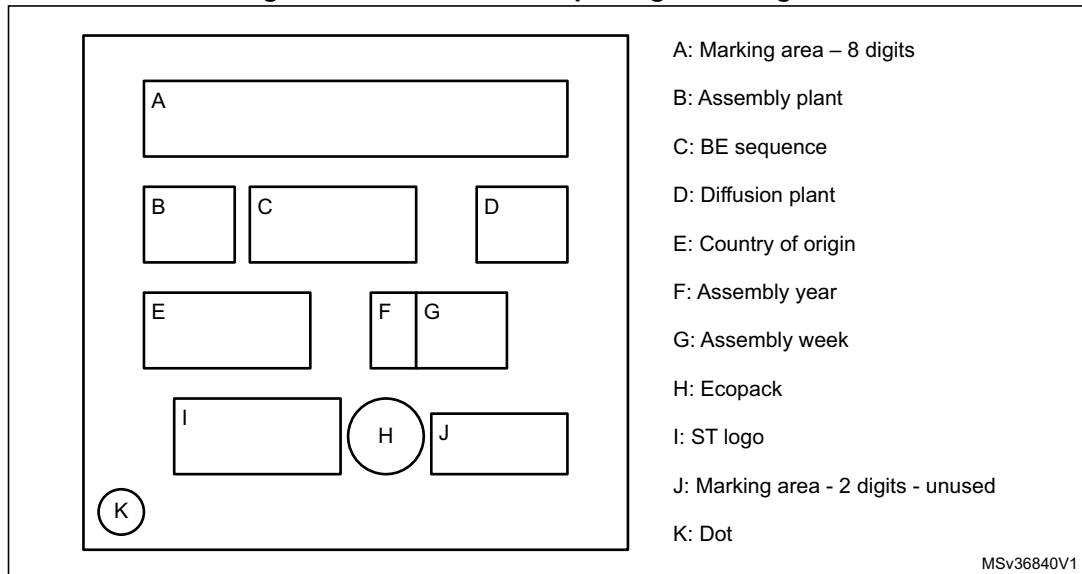 A
A: Marking area – 8 digits
B: Assembly plant
B C D
C: BE sequence
D: Diffusion plant
E: Country of origin
E F G
F: Assembly year
G: Assembly week
H: Ecopack
I H J
I: ST logo
J: Marking area - 2 digits - unused
K
K: Dot
MSv36840V1